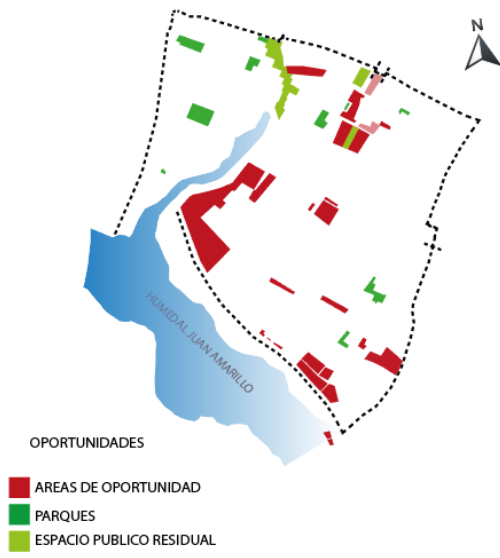 N
HUMEDAL JUAN AMARILLO
OPORTUNIDADES
AREAS DE OPORTUNIDAD
PARQUES
ESPACIO PUBLICO RESIDUAL